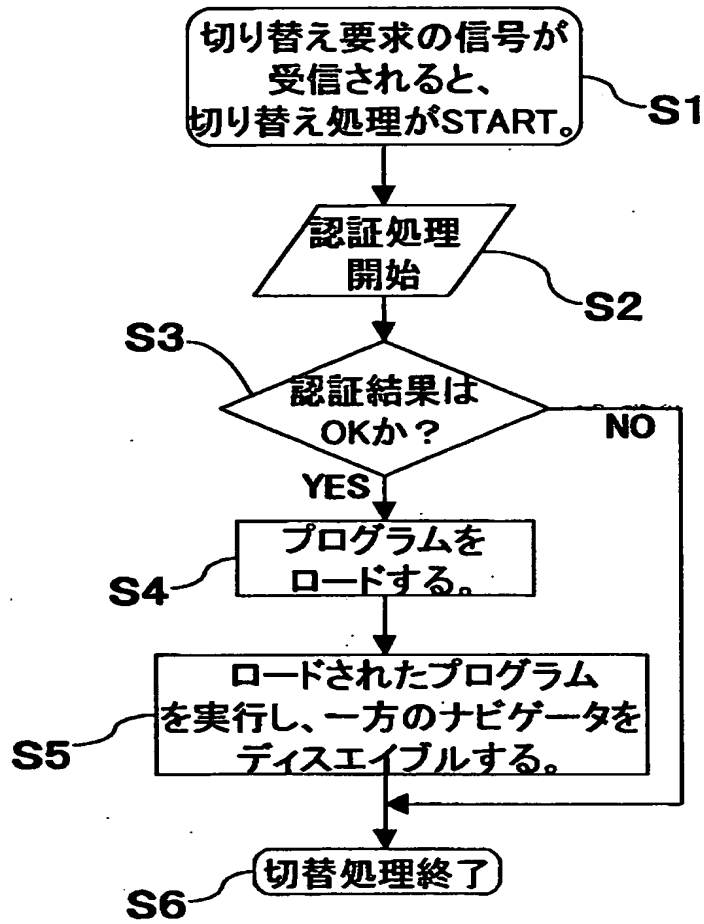 切り替え要求の信号が
受信されると、
切り替え処理がSTART。
S1
認証処理
開始
S2
S3
認証結果は
OKか？
NO
YES
プログラムを
ロードする。
S4
ロードされたプログラム
を実行し、一方のナビゲータを
ディスエイブルする。
S5
切替処理終了
S6